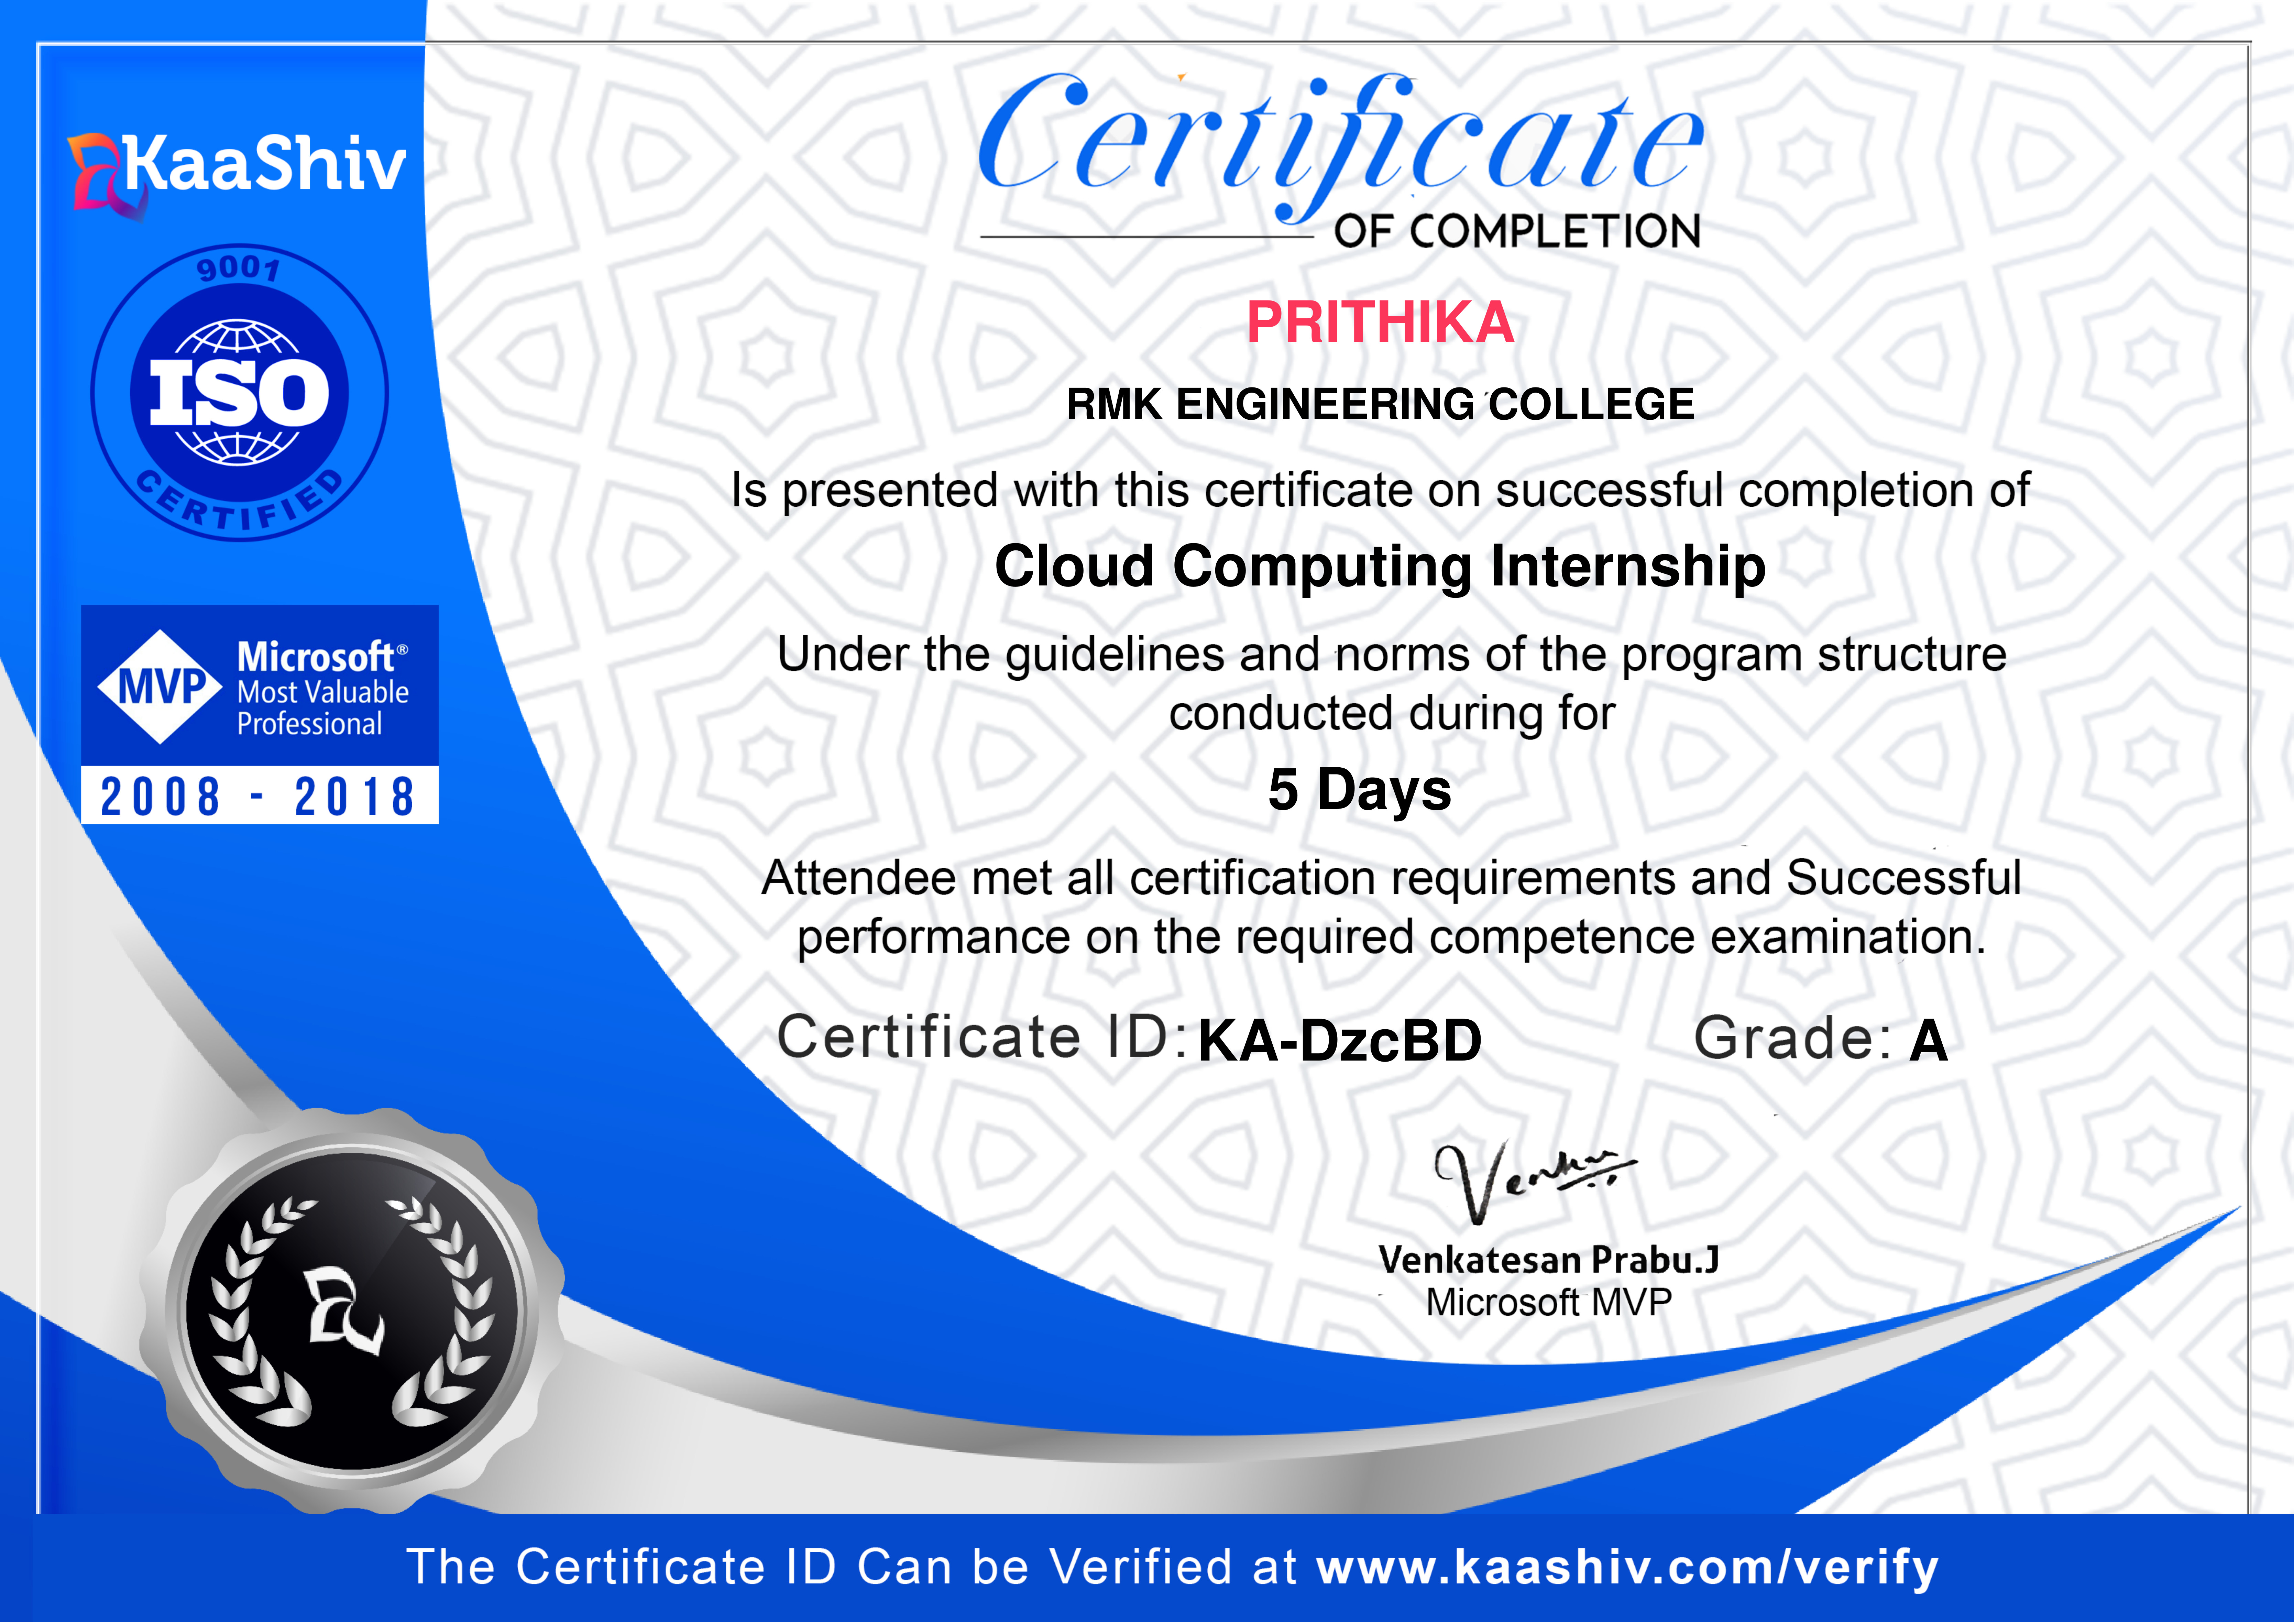 KaaShiv
9001
ISO
CERTIFIED
MVP
Microsoft®
Most Valuable
Professional
2008 - 2018
Certificate
OF COMPLETION
PRITHIKA
RMK ENGINEERING COLLEGE
Is presented with this certificate on successful completion of
Cloud Computing Internship
Under the guidelines and norms of the program structure
conducted during for
5 Days
Attendee met all certification requirements and Successful
performance on the required competence examination.
Certificate ID: KA-DzcBD Grade: A
Venkatesan Prabu.J
Microsoft MVP
The Certificate ID Can be Verified at www.kaashiv.com/verify